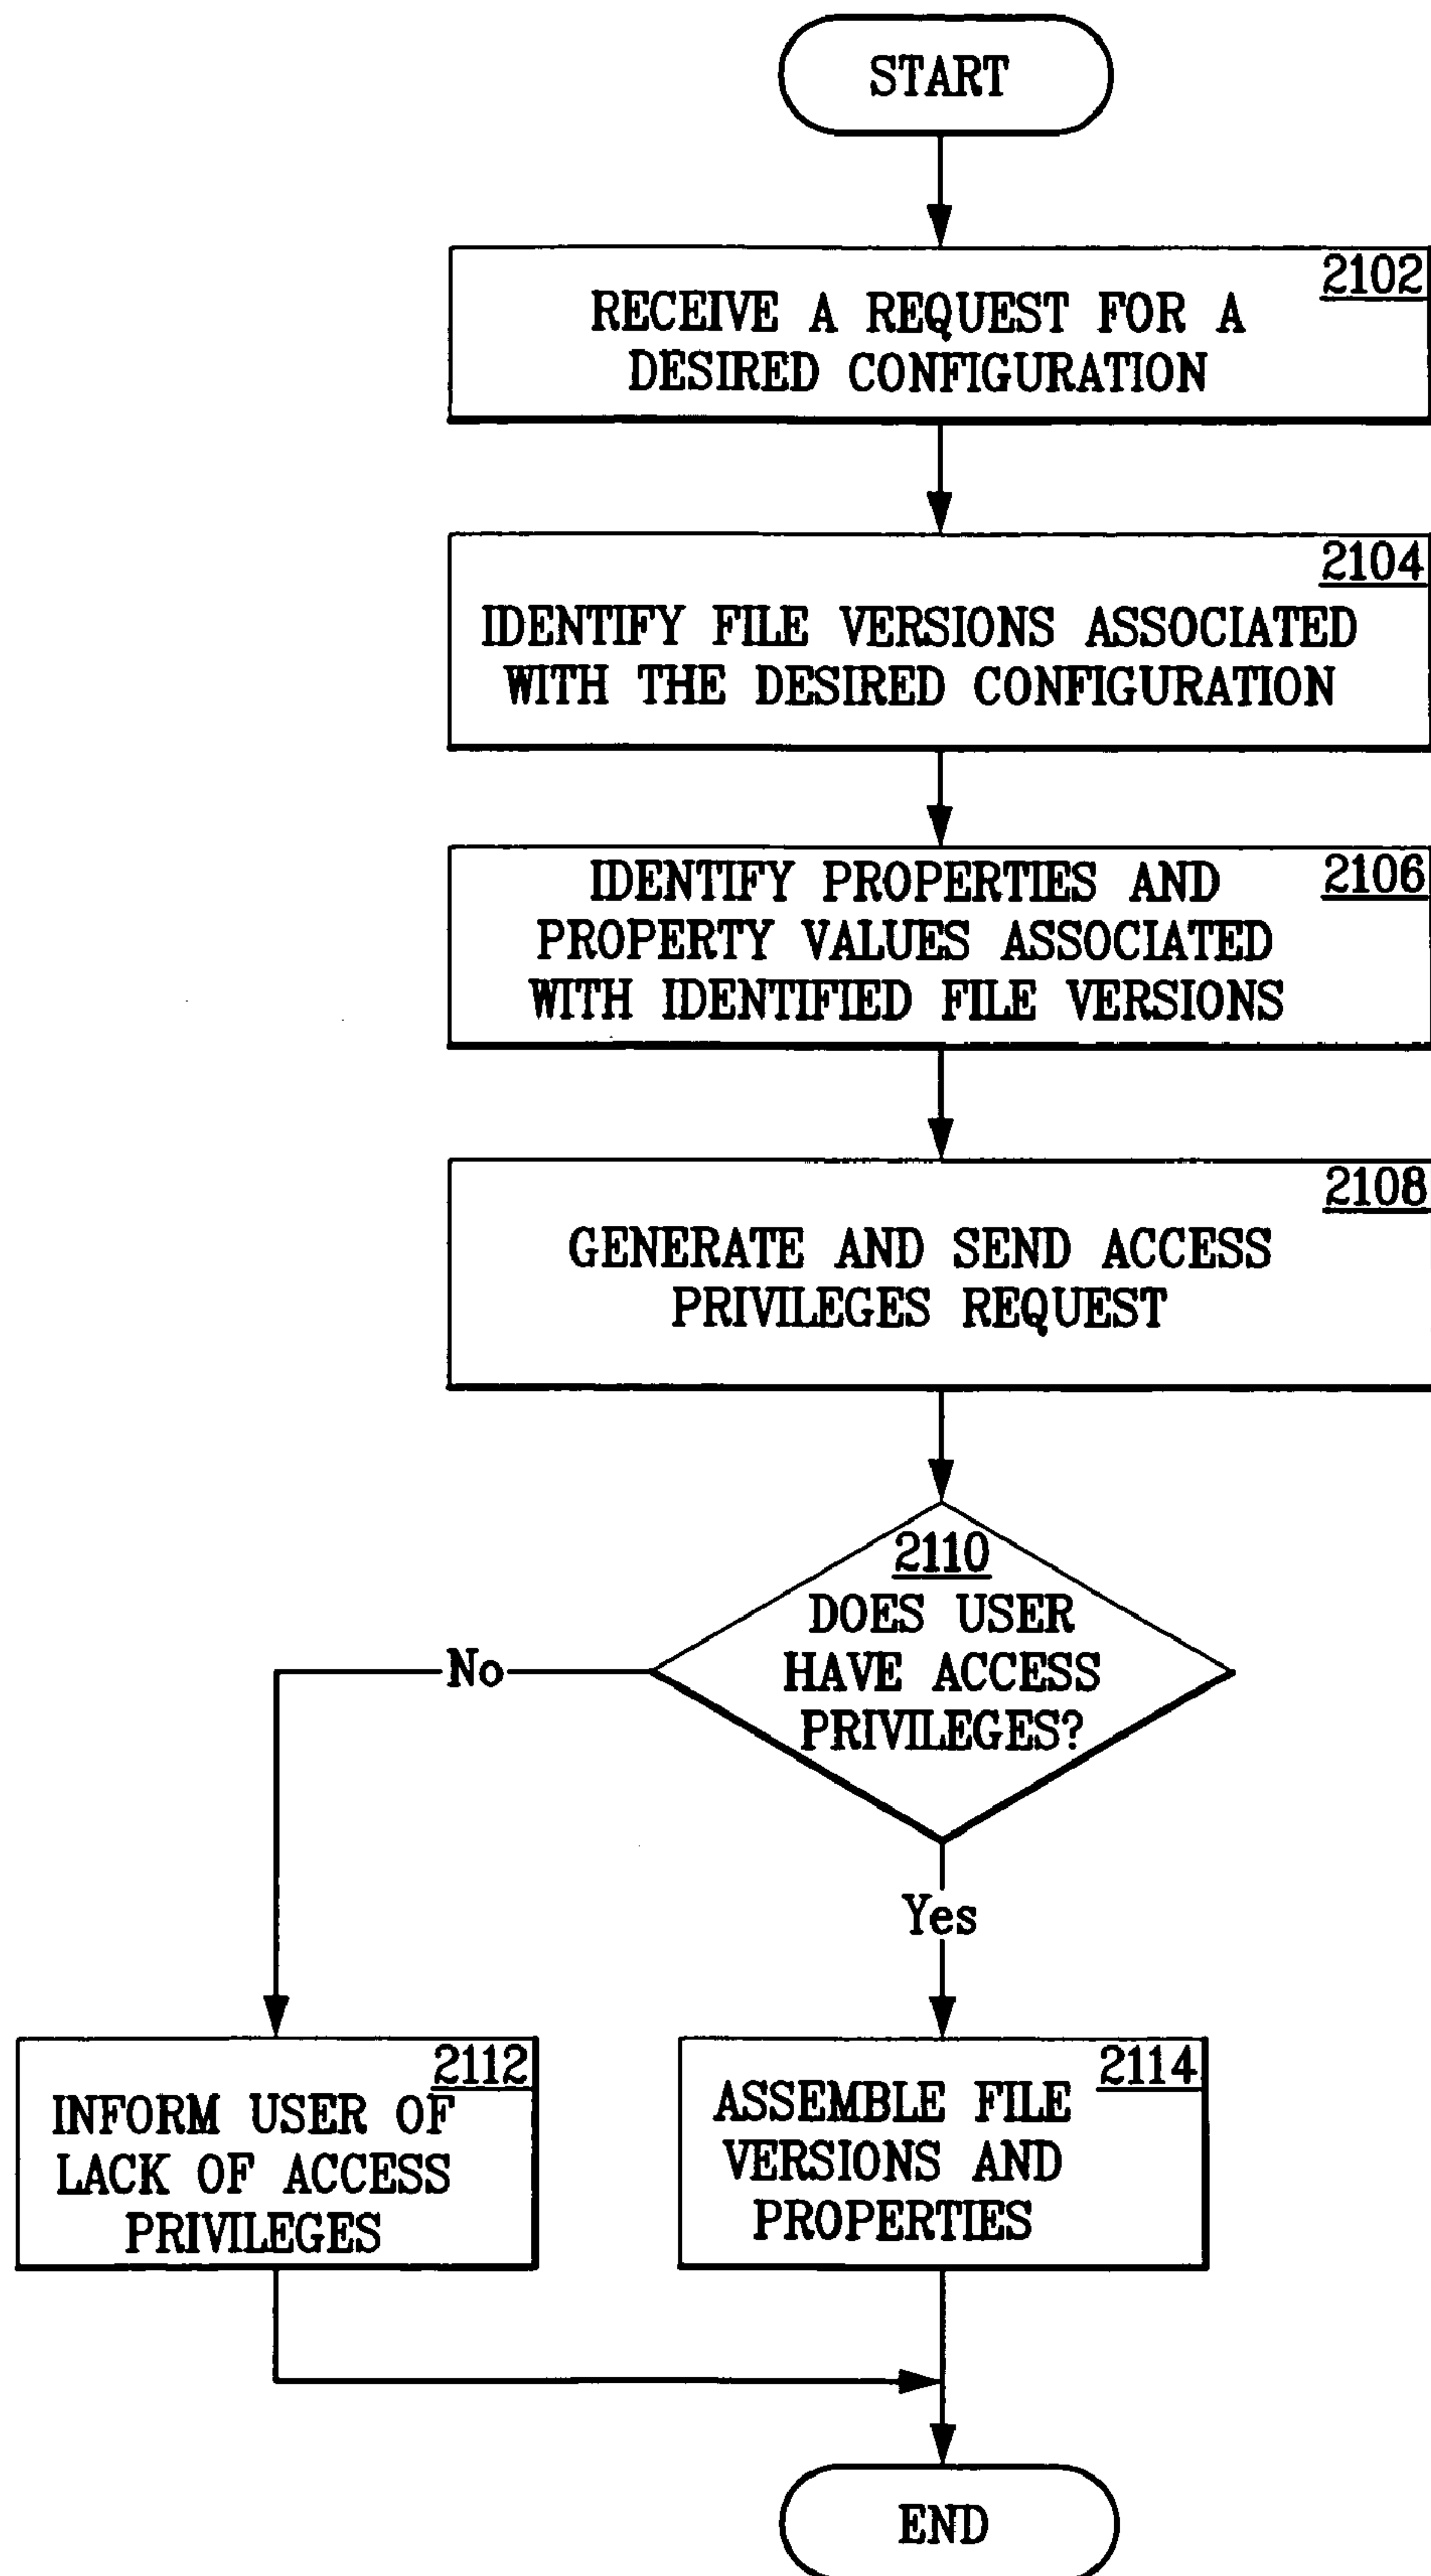 START
2102
RECEIVE A REQUEST FOR A
DESIRED CONFIGURATION
2104
IDENTIFY FILE VERSIONS ASSOCIATED
WITH THE DESIRED CONFIGURATION
2106
IDENTIFY PROPERTIES AND
PROPERTY VALUES ASSOCIATED
WITH IDENTIFIED FILE VERSIONS
2108
GENERATE AND SEND ACCESS
PRIVILEGES REQUEST
2110
DOES USER
HAVE ACCESS
PRIVILEGES?
No
Yes
2112
INFORM USER OF
LACK OF ACCESS
PRIVILEGES
2114
ASSEMBLE FILE
VERSIONS AND
PROPERTIES
END